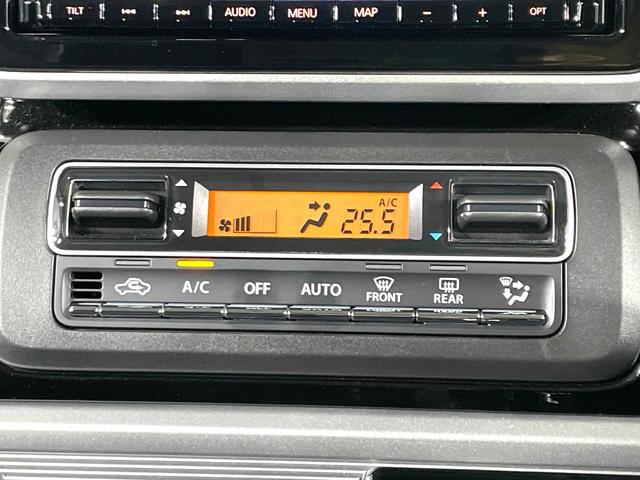 TILT AUDIO MENU MAP − + OPT
A/C
25.5
A/C OFF AUTO FRONT REAR